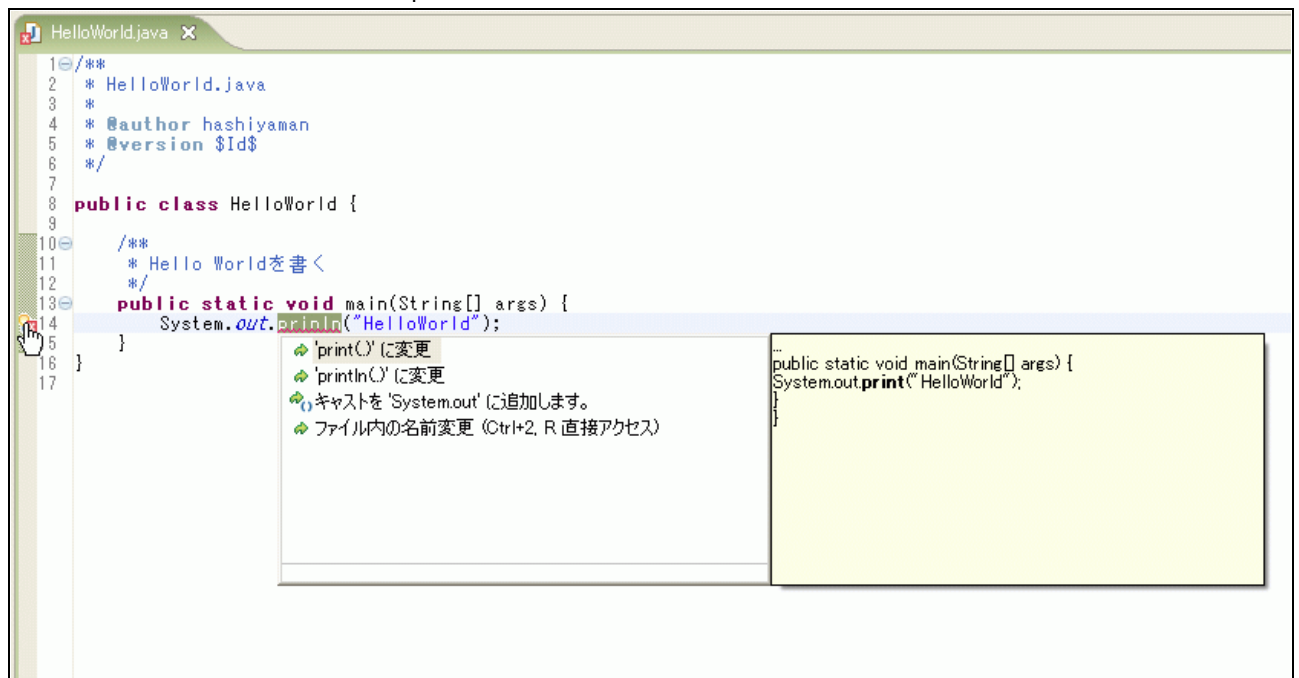 HelloWorld.java
1 /**
2  * HelloWorld.java
3  *
4  * @author hashiyaman
5  * @version $Id$
6  */
7
8 public class HelloWorld {
9
10     /**
11      * Hello Worldを書く
12      */
13     public static void main(String[] args) {
14         System.out.prinln("HelloWorld");
15     }
16 }
17
'print(..)' に変更
'println(..)' に変更
キャストを 'System.out' に追加します。
ファイル内の名前変更 (Ctrl+2, R 直接アクセス)
...
public static void main(String[] args) {
System.out.print("HelloWorld");
}
}